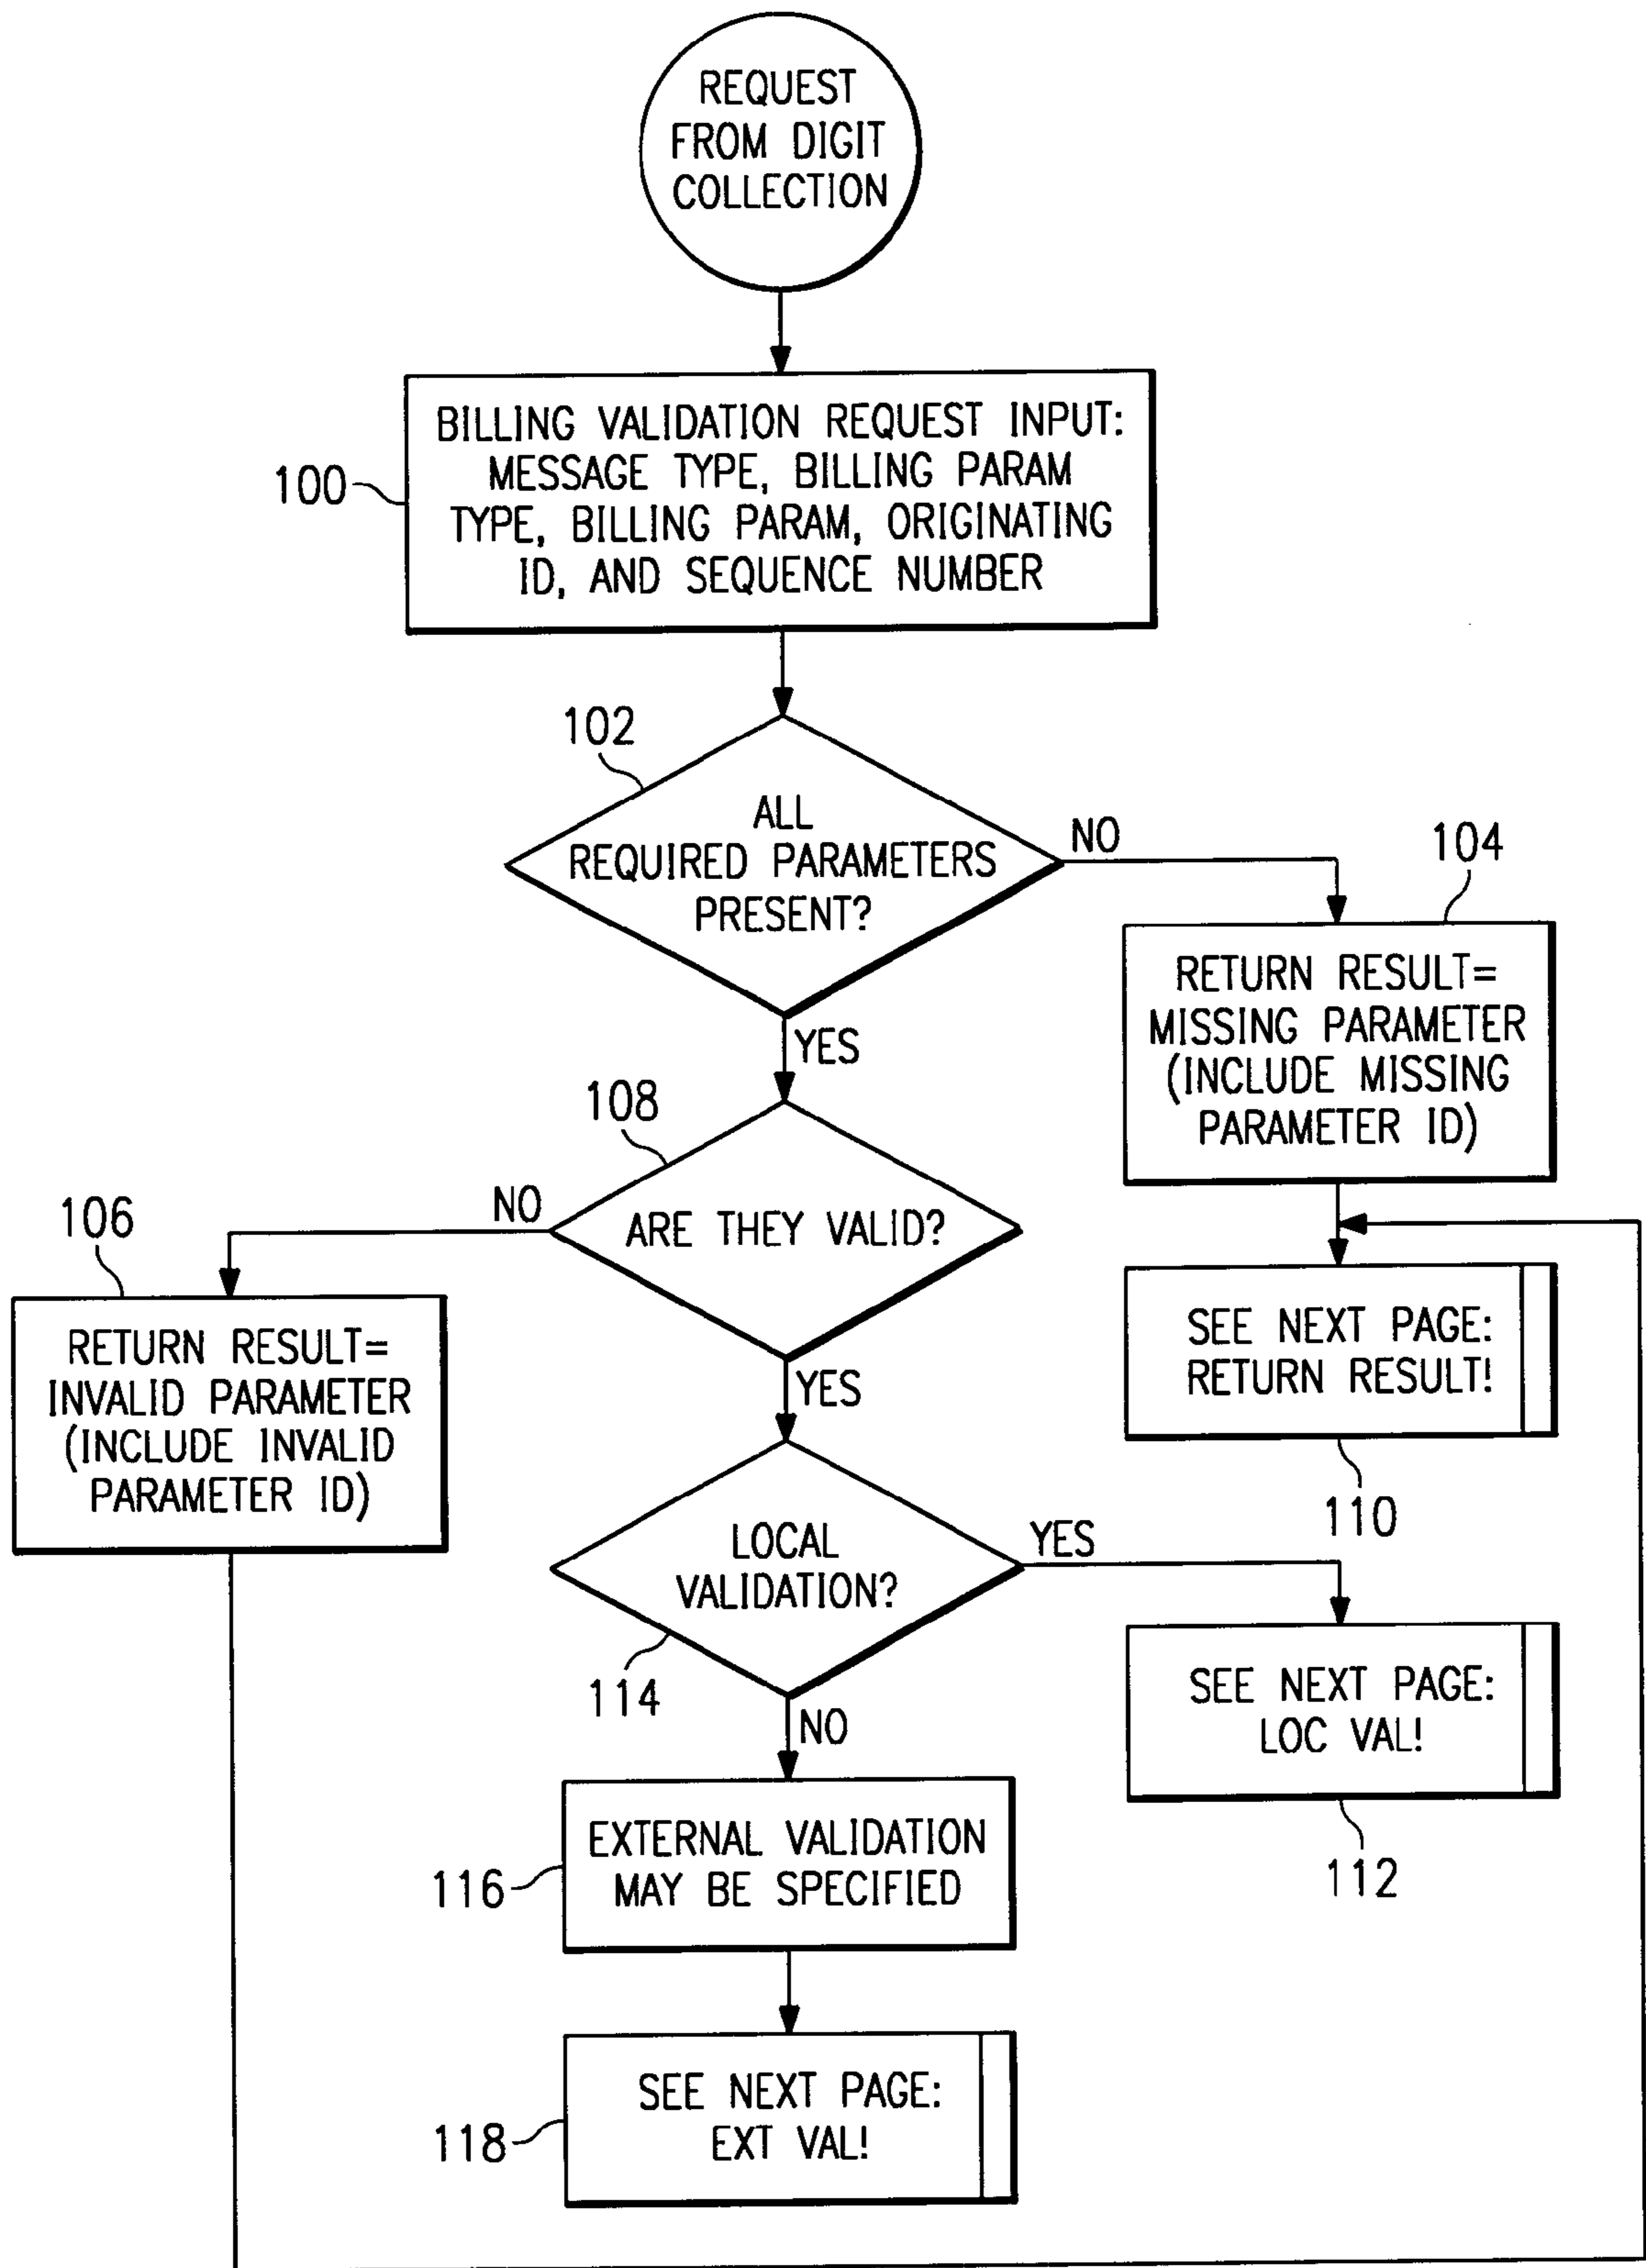 REQUEST
FROM DIGIT
COLLECTION
BILLING VALIDATION REQUEST INPUT:
MESSAGE TYPE, BILLING PARAM
TYPE, BILLING PARAM, ORIGINATING
ID, AND SEQUENCE NUMBER
100
102
ALL
REQUIRED PARAMETERS
PRESENT?
NO
104
RETURN RESULT=
MISSING PARAMETER
(INCLUDE MISSING
PARAMETER ID)
YES
108
ARE THEY VALID?
NO
106
RETURN RESULT=
INVALID PARAMETER
(INCLUDE INVALID
PARAMETER ID)
SEE NEXT PAGE:
RETURN RESULT!
110
YES
LOCAL
VALIDATION?
114
YES
SEE NEXT PAGE:
LOC VAL!
112
NO
EXTERNAL VALIDATION
MAY BE SPECIFIED
116
SEE NEXT PAGE:
EXT VAL!
118